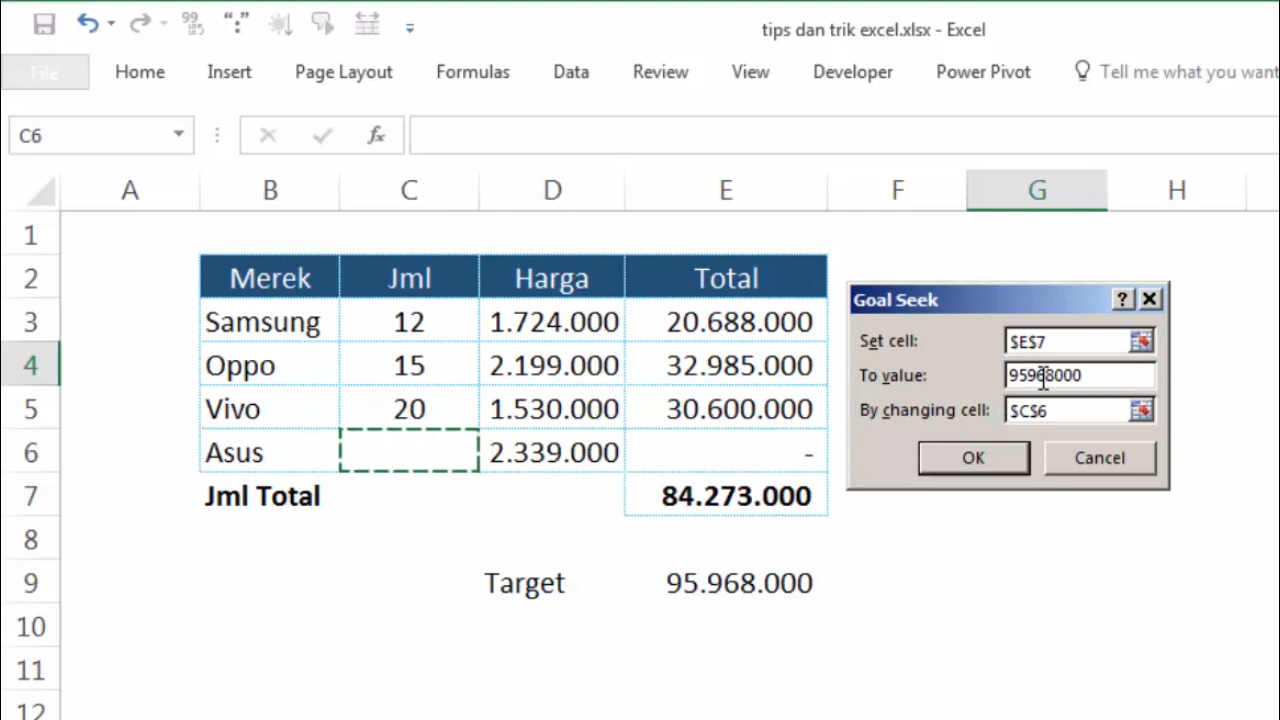 tips dan trik excel.xlsx - Excel
File Home Insert Page Layout Formulas Data Review View Developer Power Pivot Tell me what you want
C6 fx
A B C D E F G H
1
2 Merek Jml Harga Total
3 Samsung 12 1.724.000 20.688.000
4 Oppo 15 2.199.000 32.985.000
5 Vivo 20 1.530.000 30.600.000
6 Asus 2.339.000 -
7 Jml Total 84.273.000
8
9 Target 95.968.000
10
11
12
Goal Seek
Set cell: $E$7
To value: 95968000
By changing cell: $C$6
OK Cancel